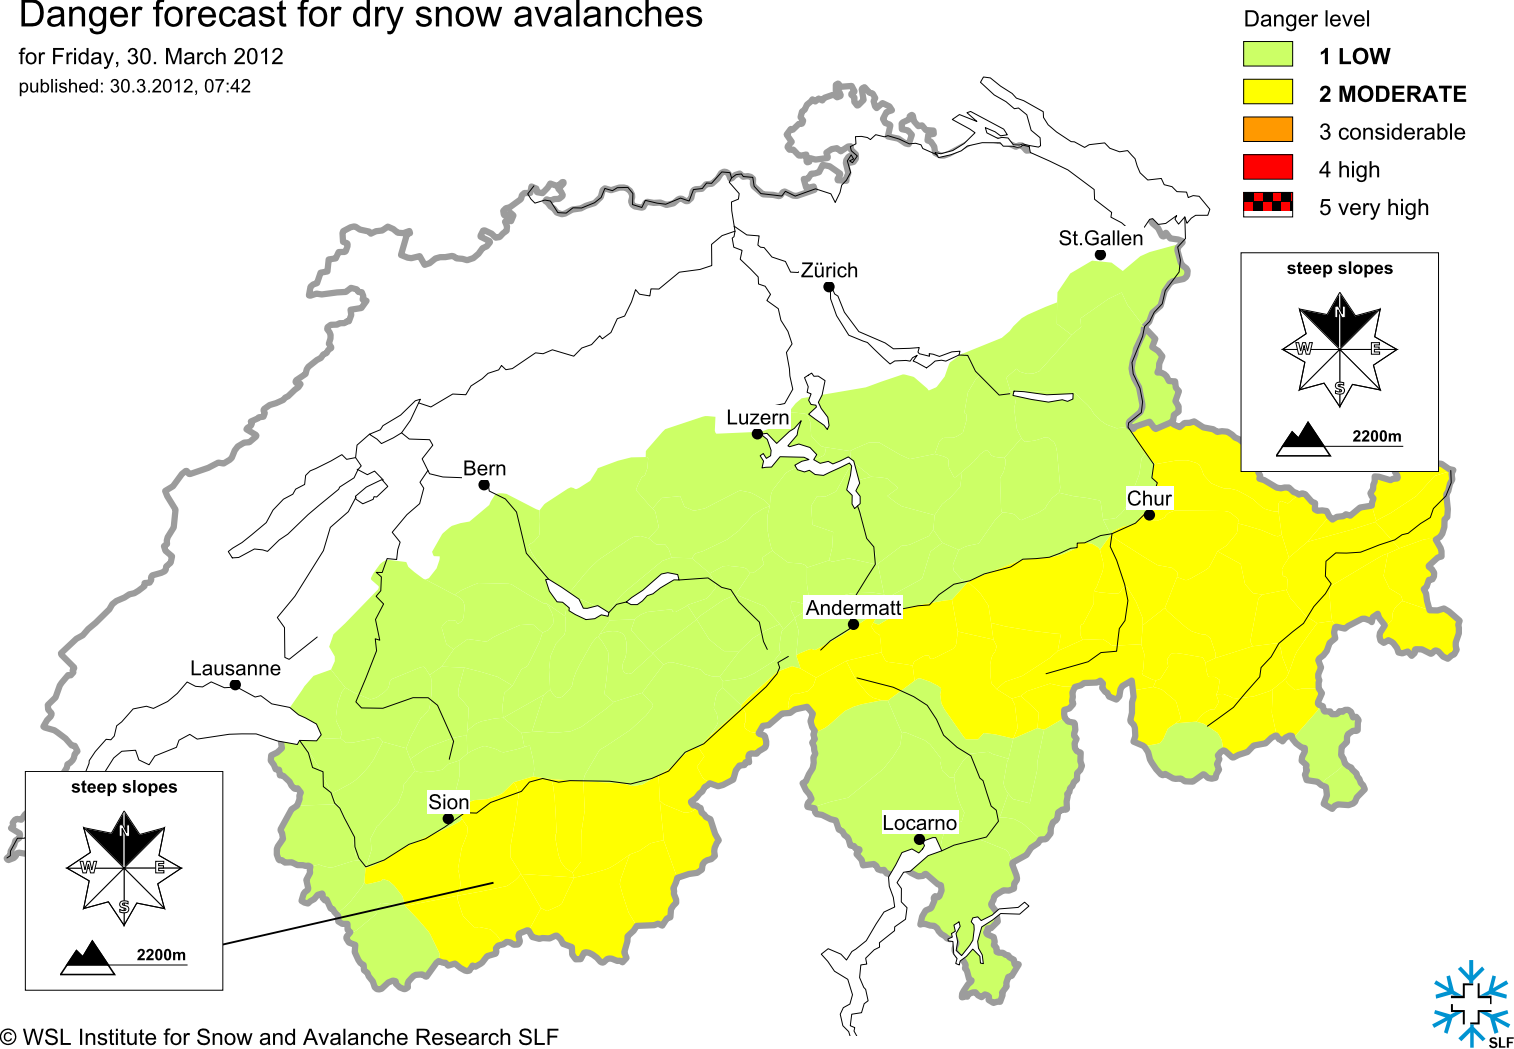 Danger forecast for dry snow avalanches
for Friday, 30. March 2012
published: 30.3.2012, 07:42
Danger level
1 LOW
2 MODERATE
3 considerable
4 high
5 very high
St.Gallen
Zürich
steep slopes
N
W E
S
2200m
Luzern
Bern
Chur
Andermatt
Lausanne
Sion
Locarno
steep slopes
N
W E
S
2200m
© WSL Institute for Snow and Avalanche Research SLF
SLF